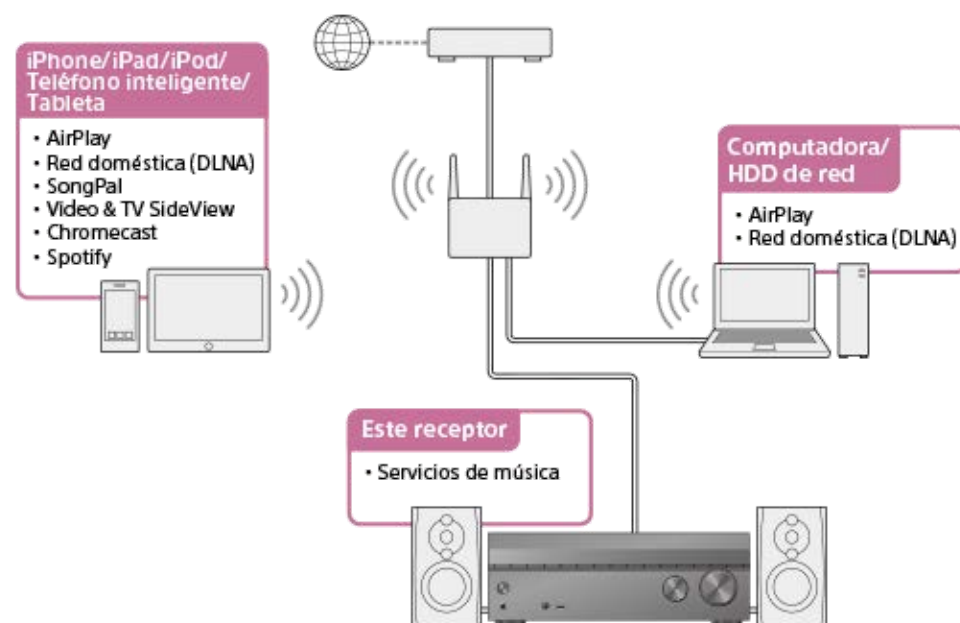 iPhone/iPad/iPod/
Teléfono inteligente/
Tableta
• AirPlay
• Red doméstica (DLNA)
• SongPal
• Video & TV SideView
• Chromecast
• Spotify
Computadora/
HDD de red
• AirPlay
• Red doméstica (DLNA)
Este receptor
• Servicios de música